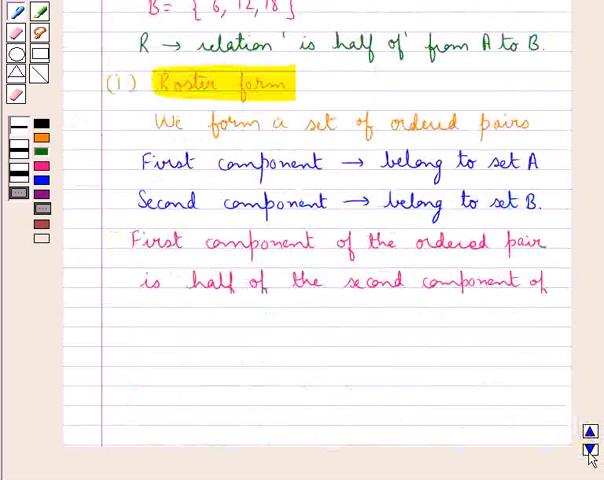 B = { 6, 12, 18 }
R → relation ' is half of ' from A to B.
(i) Roster form
We form a set of ordered pairs
First component → belong to set A
Second component → belong to set B.
First component of the ordered pair
is half of the second component of